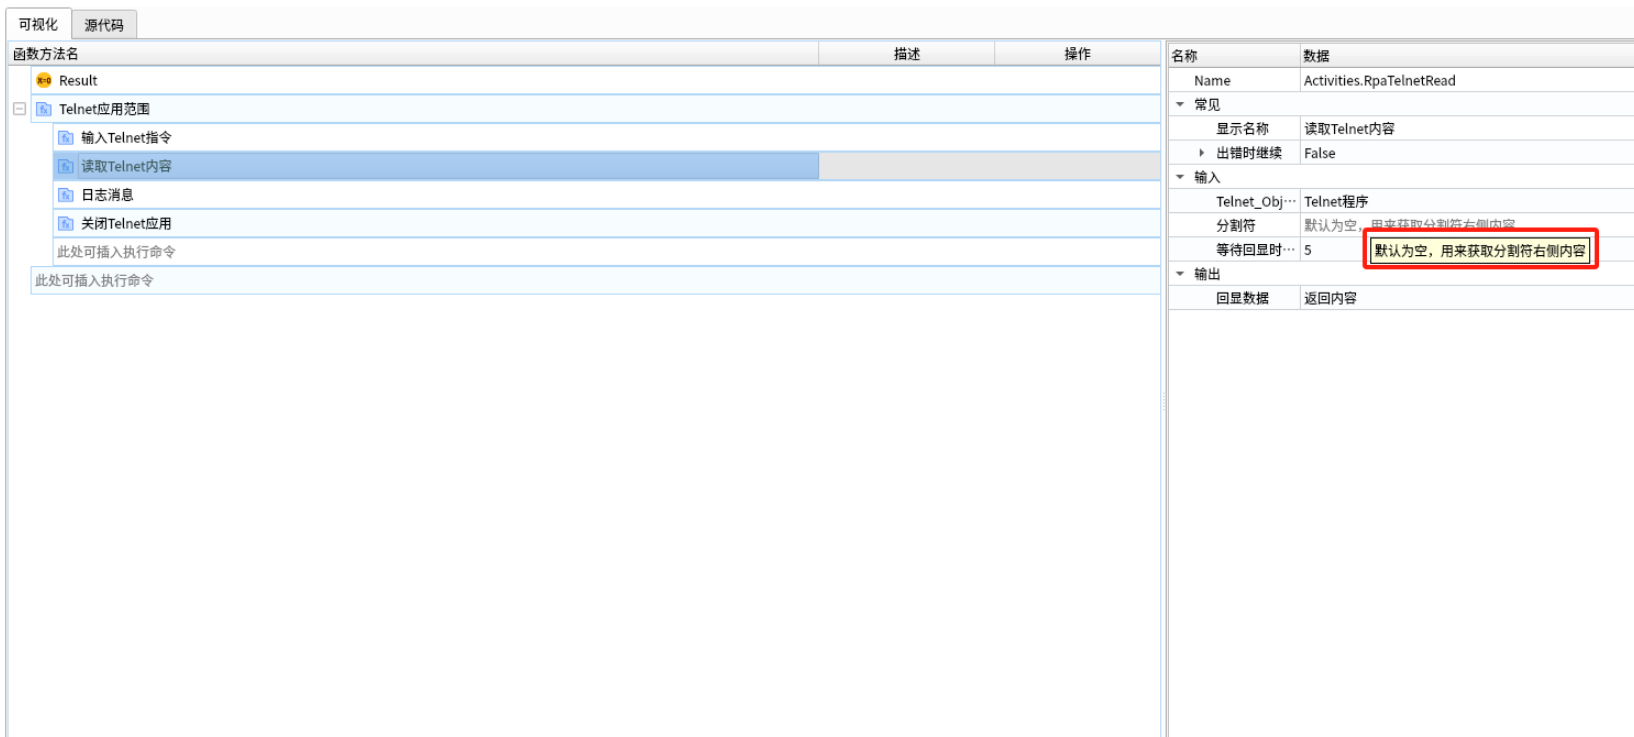 可视化 源代码
函数方法名 描述 操作
Result
Telnet应用范围
输入Telnet指令
读取Telnet内容
日志消息
关闭Telnet应用
此处可插入执行命令
此处可插入执行命令
名称 数据
Name Activities.RpaTelnetRead
常见
显示名称 读取Telnet内容
出错时继续 False
输入
Telnet_Obj··· Telnet程序
分割符 默认为空，用来获取分割符右侧内容
等待回显时··· 5
默认为空，用来获取分割符右侧内容
输出
回显数据 返回内容